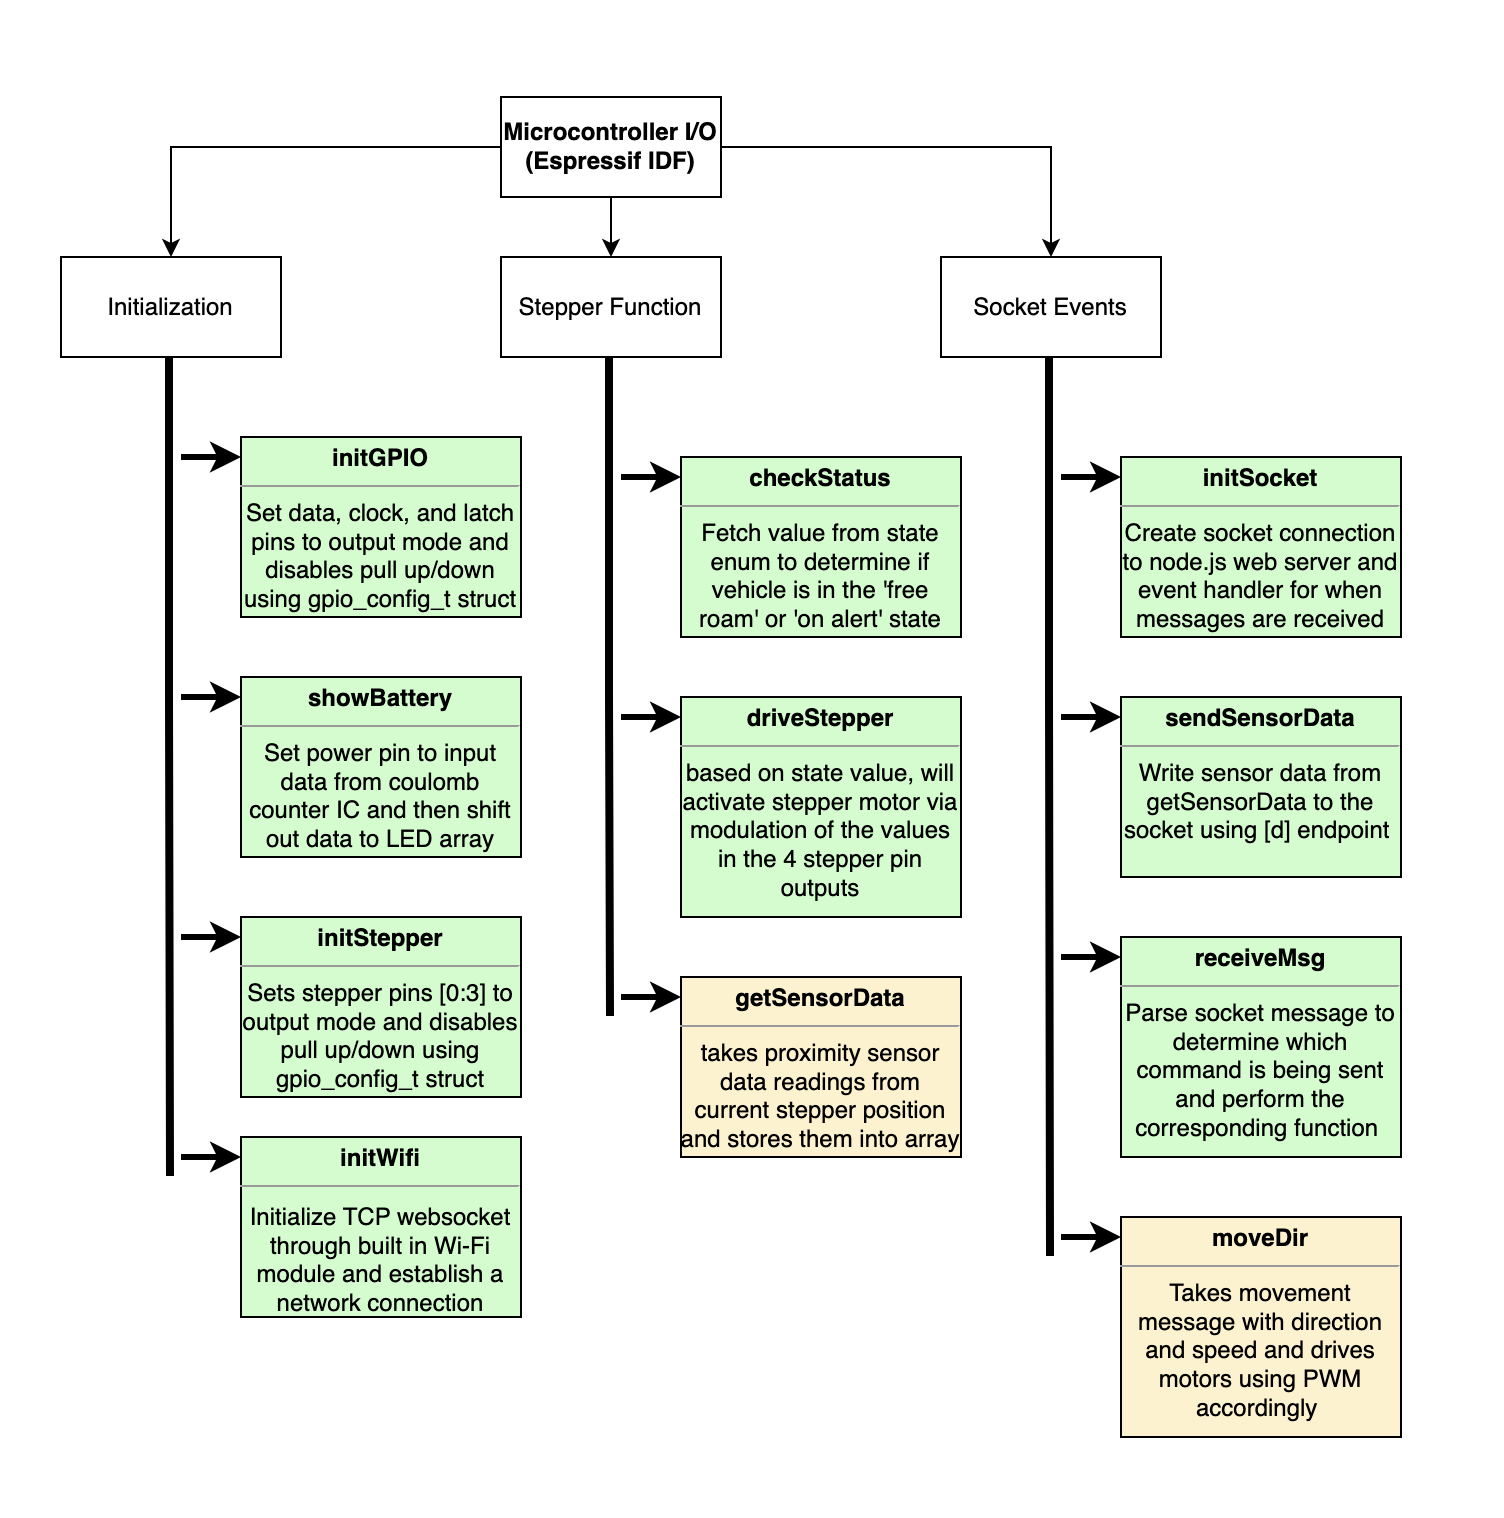 Microcontroller I/O
(Espressif IDF)
Initialization
Stepper Function
Socket Events
initGPIO
Set data, clock, and latch
pins to output mode and
disables pull up/down
using gpio_config_t struct
showBattery
Set power pin to input
data from coulomb
counter IC and then shift
out data to LED array
initStepper
Sets stepper pins [0:3] to
output mode and disables
pull up/down using
gpio_config_t struct
initWifi
Initialize TCP websocket
through built in Wi-Fi
module and establish a
network connection
checkStatus
Fetch value from state
enum to determine if
vehicle is in the 'free
roam' or 'on alert' state
driveStepper
based on state value, will
activate stepper motor via
modulation of the values
in the 4 stepper pin
outputs
getSensorData
takes proximity sensor
data readings from
current stepper position
and stores them into array
initSocket
Create socket connection
to node.js web server and
event handler for when
messages are received
sendSensorData
Write sensor data from
getSensorData to the
socket using [d] endpoint
receiveMsg
Parse socket message to
determine which
command is being sent
and perform the
corresponding function
moveDir
Takes movement
message with direction
and speed and drives
motors using PWM
accordingly